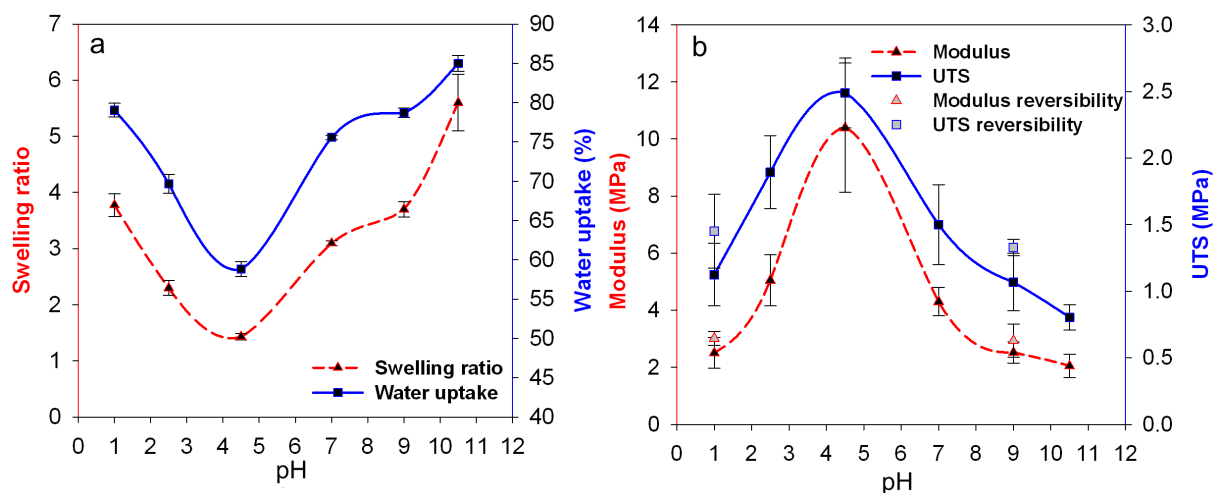 a
7
6
5
4
3
2
1
0
Swelling ratio
90
85
80
75
70
65
60
55
50
45
40
Water uptake (%)
Swelling ratio
Water uptake
0 1 2 3 4 5 6 7 8 9 10 11 12
pH
b
14
12
10
8
6
4
2
0
Modulus (MPa)
3.0
2.5
2.0
1.5
1.0
0.5
0.0
UTS (MPa)
Modulus
UTS
Modulus reversibility
UTS reversibility
0 1 2 3 4 5 6 7 8 9 10 11 12
pH